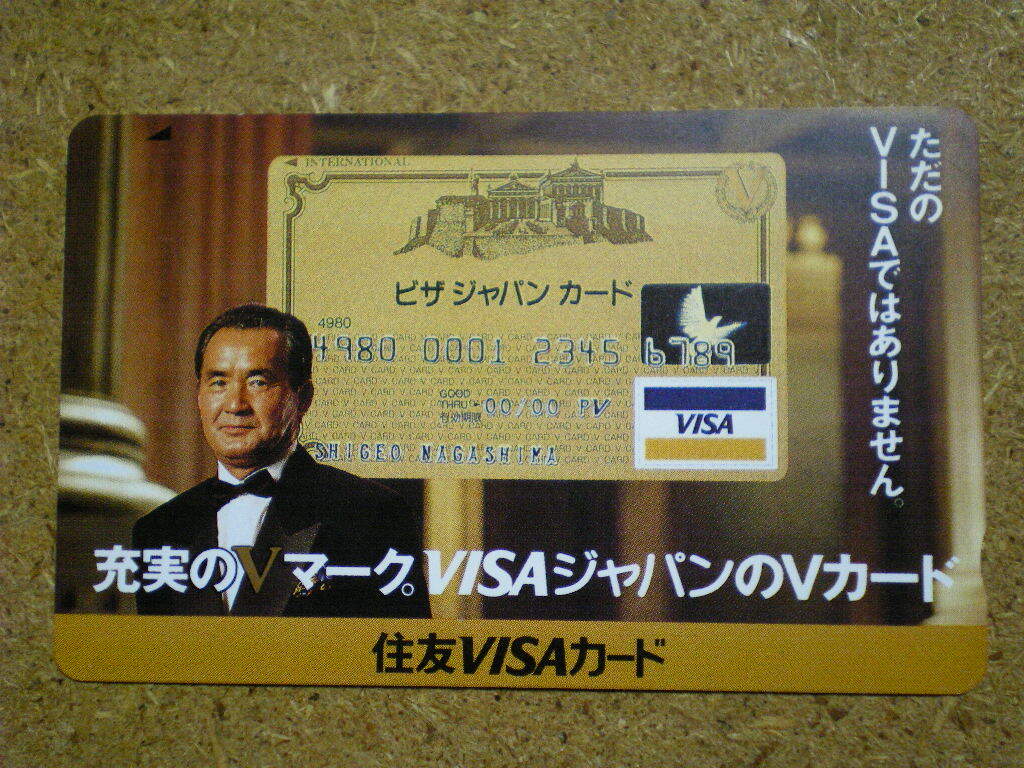 ただの
VISAではありません。
INTERNATIONAL
V
ビザ ジャパン カード
4980
4980 0001 2345 6789
GOOD
THRU
有効期限
00/00 PV
VISA
SHIGEO NAGASHIMA
充実のVマーク。VISAジャパンのVカード
住友VISAカード